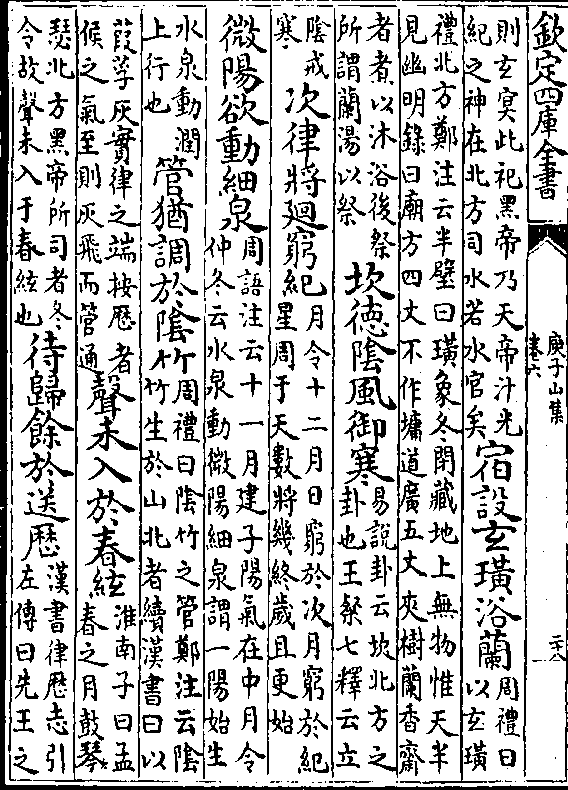 欽定四庫全書
庾子山集
卷六
則玄冥此祀黑帝乃天帝汁光
紀之神在北方司水若水官矣
宿設玄璜浴蘭
周禮曰
以玄璜
禮北方鄭注云半璧曰璜象冬閉藏地上無物惟天半
見幽明錄曰廟方四丈不作墉道廣五丈夾樹蘭香齋
者煮以沐浴後祭
所謂蘭湯以祭
坎德陰風御寒
易說卦云坎北方之
卦也王粲七釋云立
陰戒
寒
次律將廻窮紀
月令十二月日窮於次月窮於紀
星周于天數將幾終歲且更始
微陽欲動細泉
周語注云十一月建子陽氣在中月令
仲冬云水泉動微陽細泉謂一陽始生
水泉動潤
上行也
管猶調於陰竹
周禮曰陰竹之管鄭注云陰
竹生於山北者續漢書曰以
葭莩灰實律之端按歷者
候之氣至則灰飛而管通
聲未入於春絃
淮南子曰孟
春之月鼓琴
瑟北方黑帝所司者冬
令故聲未入于春絃也
待歸餘於送歷
漢書律歷志引
左傳曰先王之